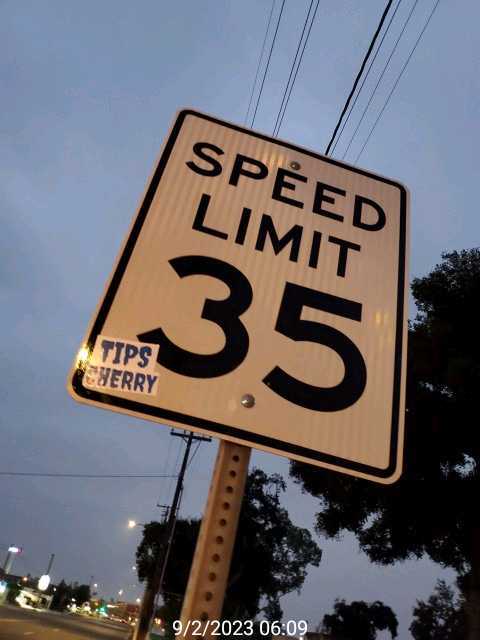 SPEED
LIMIT
35
TIPS
CHERRY
9/2/2023 06:09